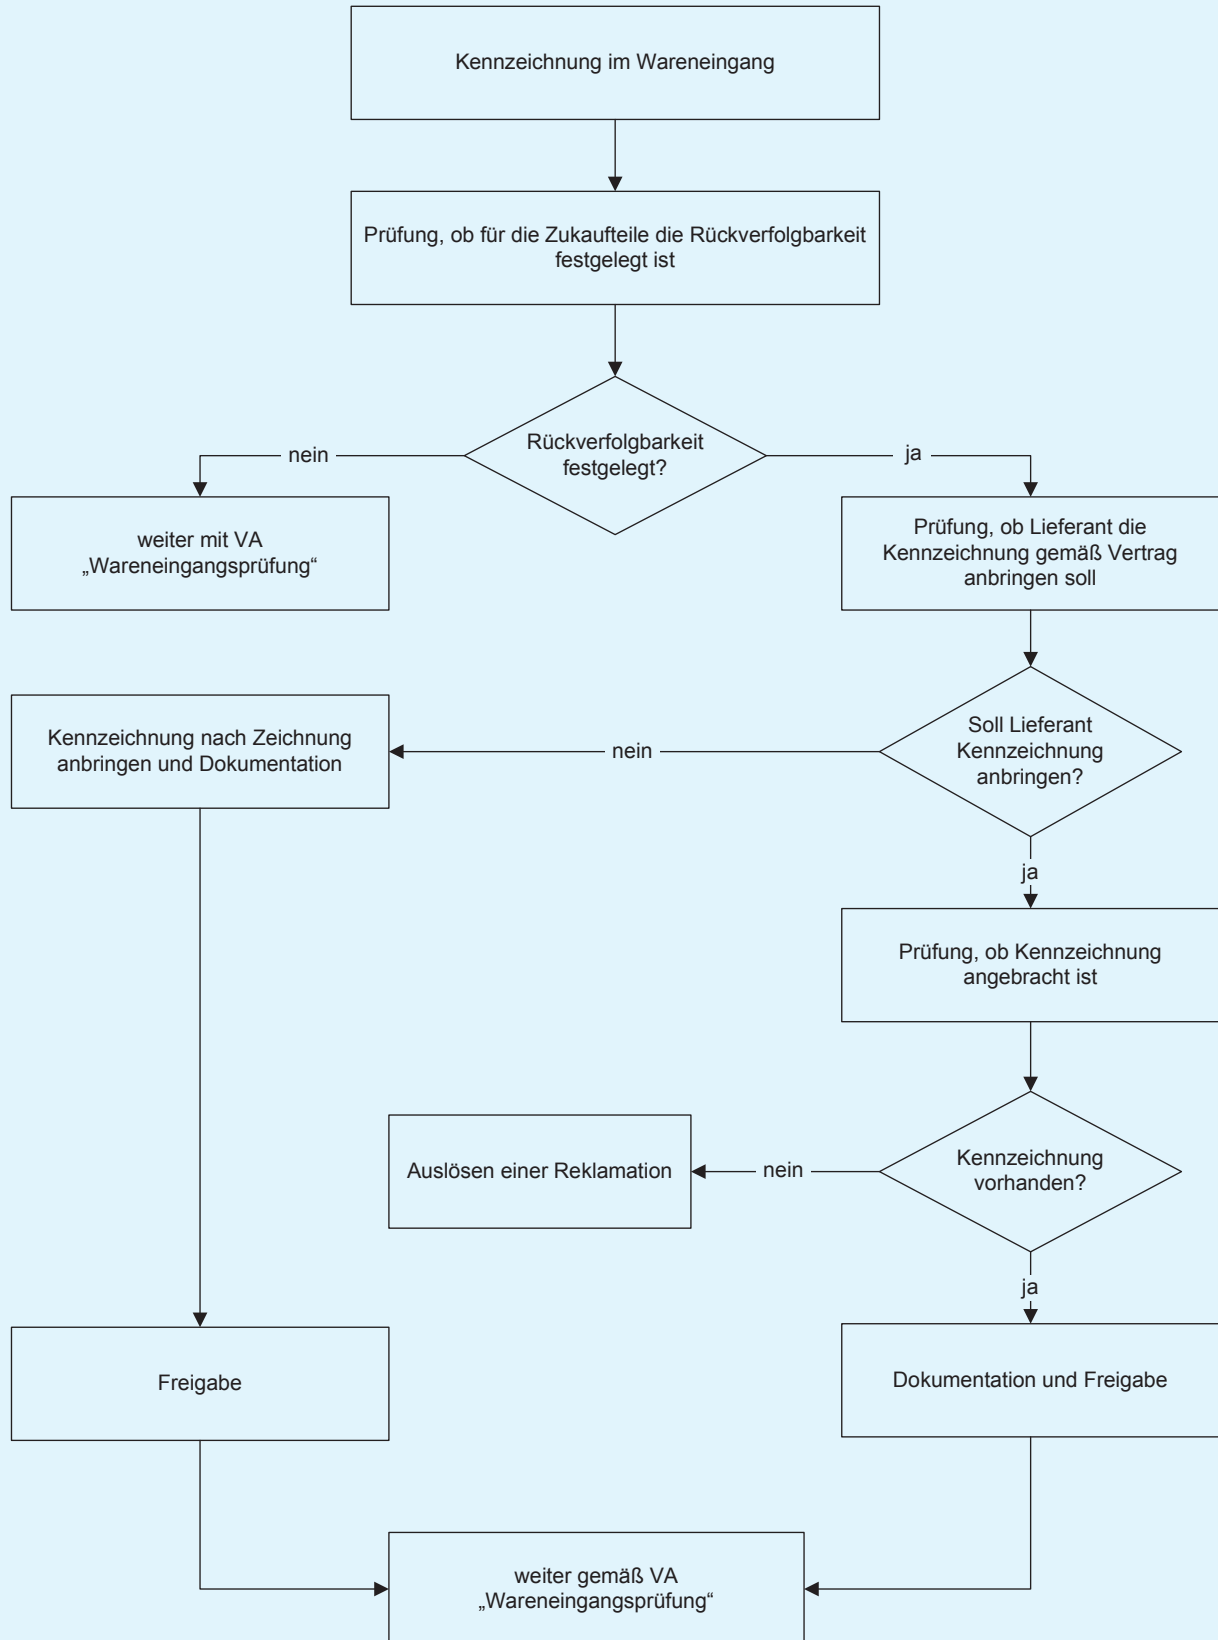 Kennzeichnung im Wareneingang
Prüfung, ob für die Zukaufteile die Rückverfolgbarkeit
festgelegt ist
Rückverfolgbarkeit
festgelegt?
nein
ja
weiter mit VA
„Wareneingangsprüfung“
Prüfung, ob Lieferant die
Kennzeichnung gemäß Vertrag
anbringen soll
Soll Lieferant
Kennzeichnung
anbringen?
nein
Kennzeichnung nach Zeichnung
anbringen und Dokumentation
ja
Prüfung, ob Kennzeichnung
angebracht ist
Kennzeichnung
vorhanden?
nein
Auslösen einer Reklamation
ja
Freigabe
Dokumentation und Freigabe
weiter gemäß VA
„Wareneingangsprüfung“